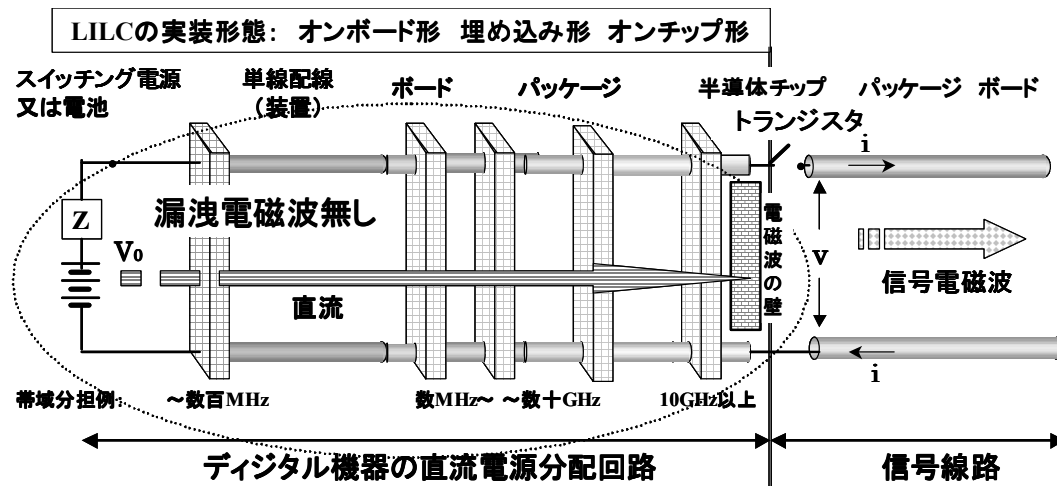 LILCの実装形態： オンボード形 埋め込み形 オンチップ形
スイッチング電源
又は電池
単線配線
（装置）
ボード
パッケージ
半導体チップ
パッケージ ボード
トランジスタ
i
漏洩電磁波無し
Z
V0
直流
電磁波の壁
v
信号電磁波
i
帯域分担例：
～数百MHz
数MHz～
～数十GHz
10GHz以上
ディジタル機器の直流電源分配回路
信号線路